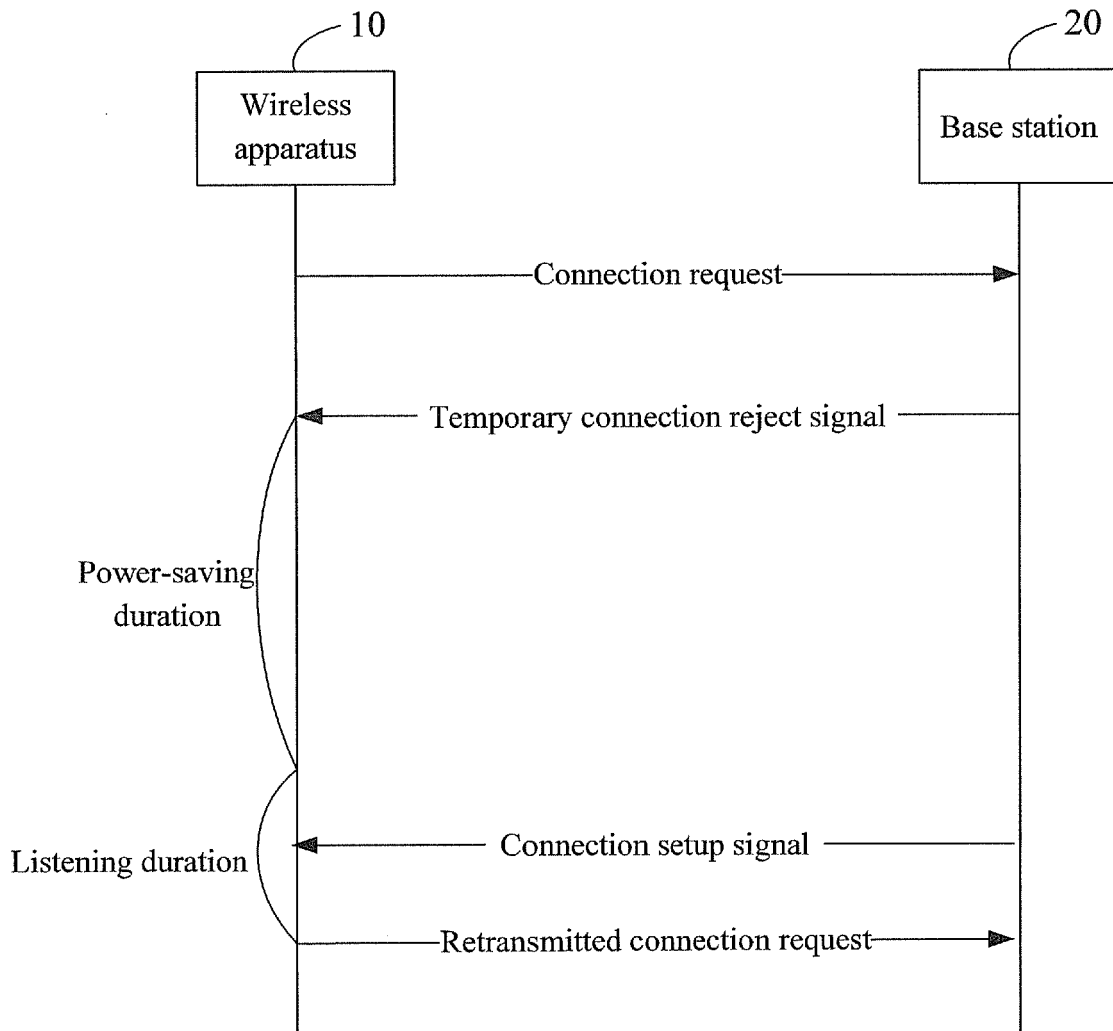 10
20
Wireless
apparatus
Base station
Connection request
Temporary connection reject signal
Power-saving
duration
Connection setup signal
Listening duration
Retransmitted connection request